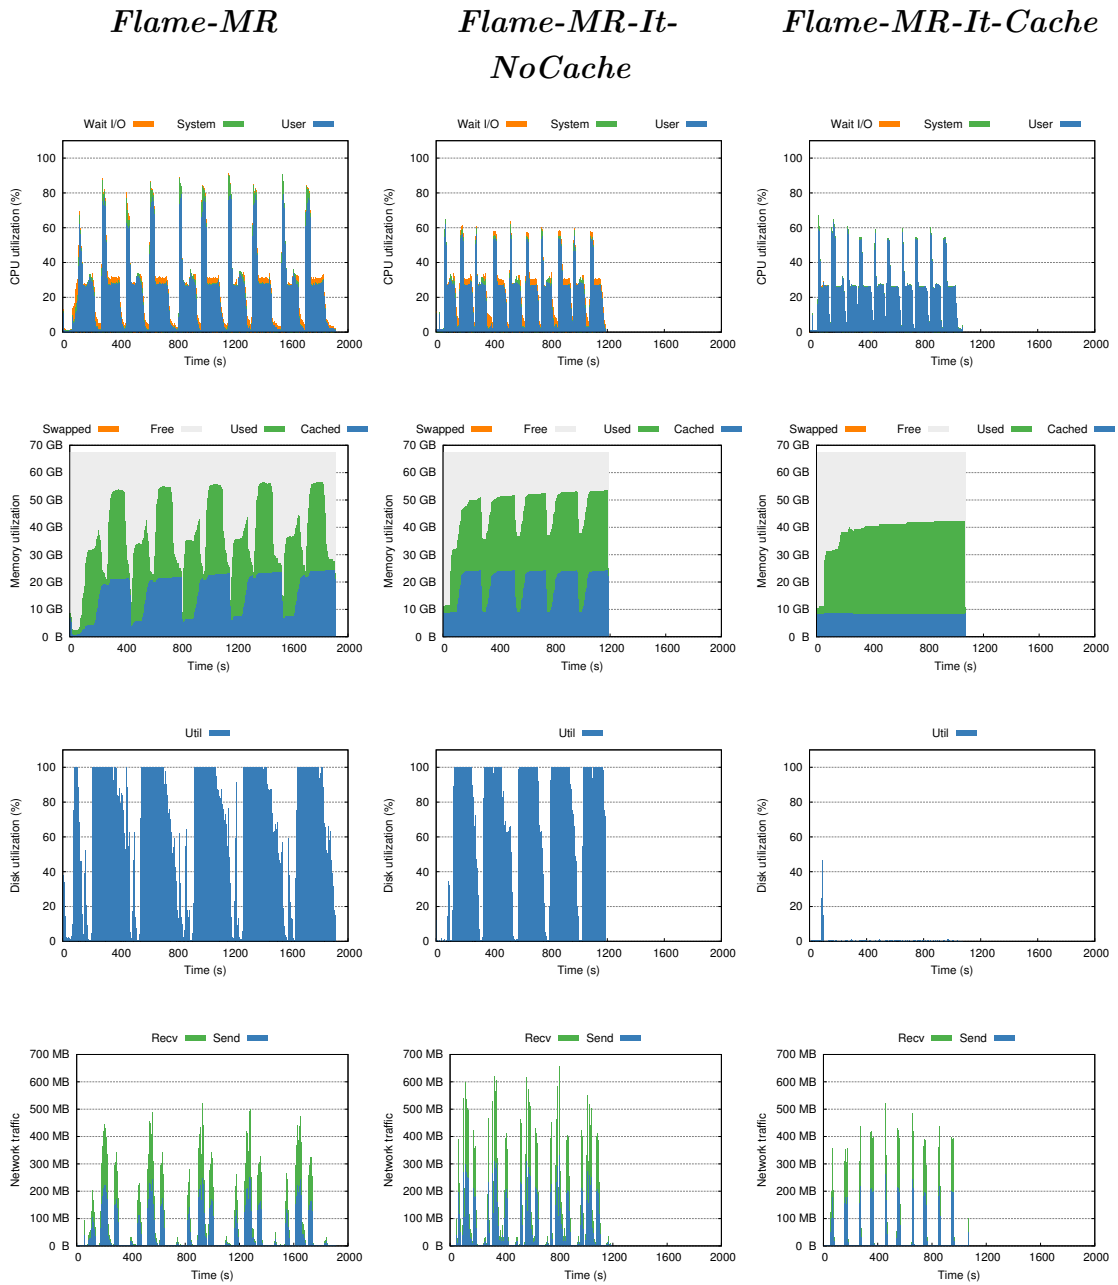 Flame-MR
Flame-MR-It-
NoCache
Flame-MR-It-Cache
Wait I/O System User
CPU utilization (%)
100
80
60
40
20
0
0 400 800 1200 1600 2000
Time (s)
Wait I/O System User
CPU utilization (%)
100
80
60
40
20
0
0 400 800 1200 1600 2000
Time (s)
Wait I/O System User
CPU utilization (%)
100
80
60
40
20
0
0 400 800 1200 1600 2000
Time (s)
Swapped Free Used Cached
Memory utilization
70 GB
60 GB
50 GB
40 GB
30 GB
20 GB
10 GB
0 B
0 400 800 1200 1600 2000
Time (s)
Swapped Free Used Cached
Memory utilization
70 GB
60 GB
50 GB
40 GB
30 GB
20 GB
10 GB
0 B
0 400 800 1200 1600 2000
Time (s)
Swapped Free Used Cached
Memory utilization
70 GB
60 GB
50 GB
40 GB
30 GB
20 GB
10 GB
0 B
0 400 800 1200 1600 2000
Time (s)
Util
Disk utilization (%)
100
80
60
40
20
0
0 400 800 1200 1600 2000
Time (s)
Util
Disk utilization (%)
100
80
60
40
20
0
0 400 800 1200 1600 2000
Time (s)
Util
Disk utilization (%)
100
80
60
40
20
0
0 400 800 1200 1600 2000
Time (s)
Recv Send
Network traffic
700 MB
600 MB
500 MB
400 MB
300 MB
200 MB
100 MB
0 B
0 400 800 1200 1600 2000
Time (s)
Recv Send
Network traffic
700 MB
600 MB
500 MB
400 MB
300 MB
200 MB
100 MB
0 B
0 400 800 1200 1600 2000
Time (s)
Recv Send
Network traffic
700 MB
600 MB
500 MB
400 MB
300 MB
200 MB
100 MB
0 B
0 400 800 1200 1600 2000
Time (s)